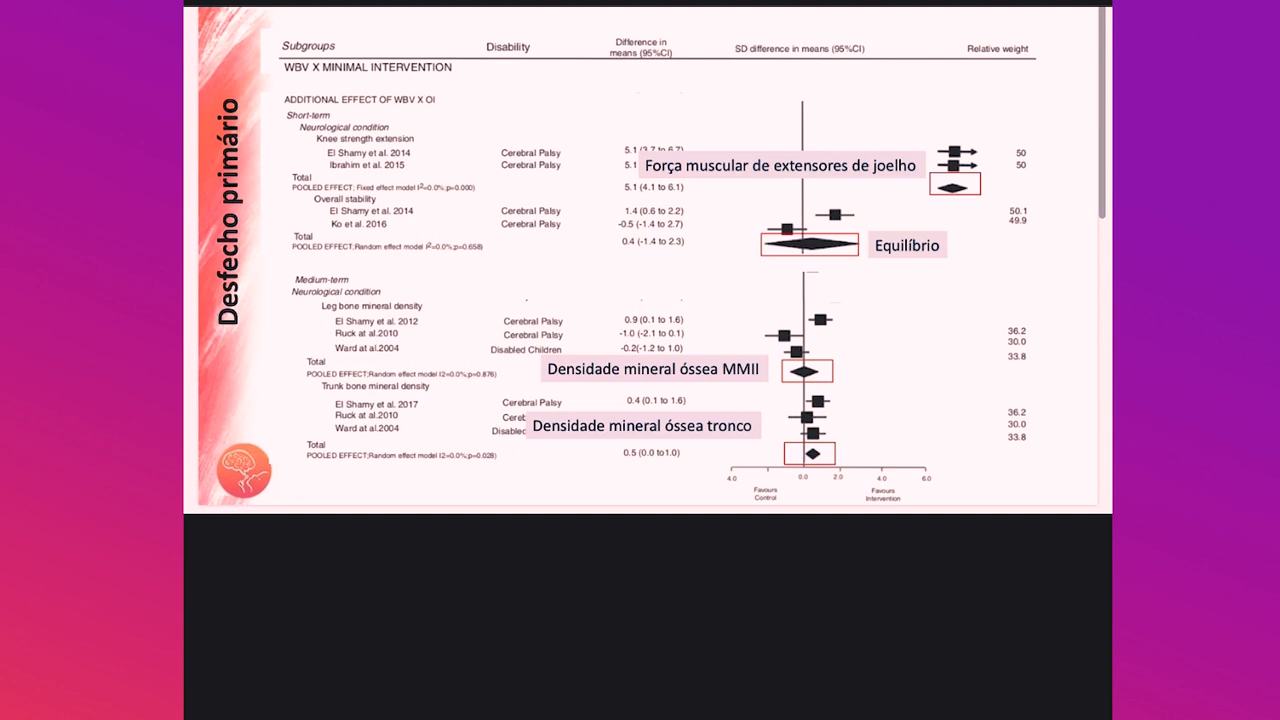 Desfecho primário
Subgroups Disability Difference in means (95%CI) SD difference in means (95%CI) Relative weight
WBV X MINIMAL INTERVENTION
ADDITIONAL EFFECT OF WBV X OI
Short-term
Neurological condition
Knee strength extension
El Shamy et al. 2014 Cerebral Palsy 5.1 (3.7 to 6.7) 50
Ibrahim et al. 2015 Cerebral Palsy 5.1 50
Força muscular de extensores de joelho
Total
POOLED EFFECT; Fixed effect model I²=0.0%;p=0.000) 5.1 (4.1 to 6.1)
Overall stability
El Shamy et al. 2014 Cerebral Palsy 1.4 (0.6 to 2.2) 50.1
Ko et al. 2016 Cerebral Palsy -0.5 (-1.4 to 2.7) 49.9
Total
POOLED EFFECT;Random effect model I²=0.0%;p=0.658) 0.4 (-1.4 to 2.3)
Equilíbrio
Medium-term
Neurological condition
Leg bone mineral density
El Shamy et al. 2012 Cerebral Palsy 0.9 (0.1 to 1.6) 36.2
Ruck at al.2010 Cerebral Palsy -1.0 (-2.1 to 0.1) 30.0
Ward at al.2004 Disabled Children -0.2(-1.2 to 1.0) 33.8
Total
Densidade mineral óssea MMII
POOLED EFFECT;Random effect model I2=0.0%;p=0.876)
Trunk bone mineral density
El Shamy et al. 2017 Cerebral Palsy 0.4 (0.1 to 1.6) 36.2
Ruck at al.2010 Cereb 30.0
Ward at al.2004 Disabled 33.8
Densidade mineral óssea tronco
Total
POOLED EFFECT;Random effect model I2=0.0%;p=0.028) 0.5 (0.0 to1.0)
4.0 0.0 2.0 4.0 6.0
Favours Control Favours Intervention